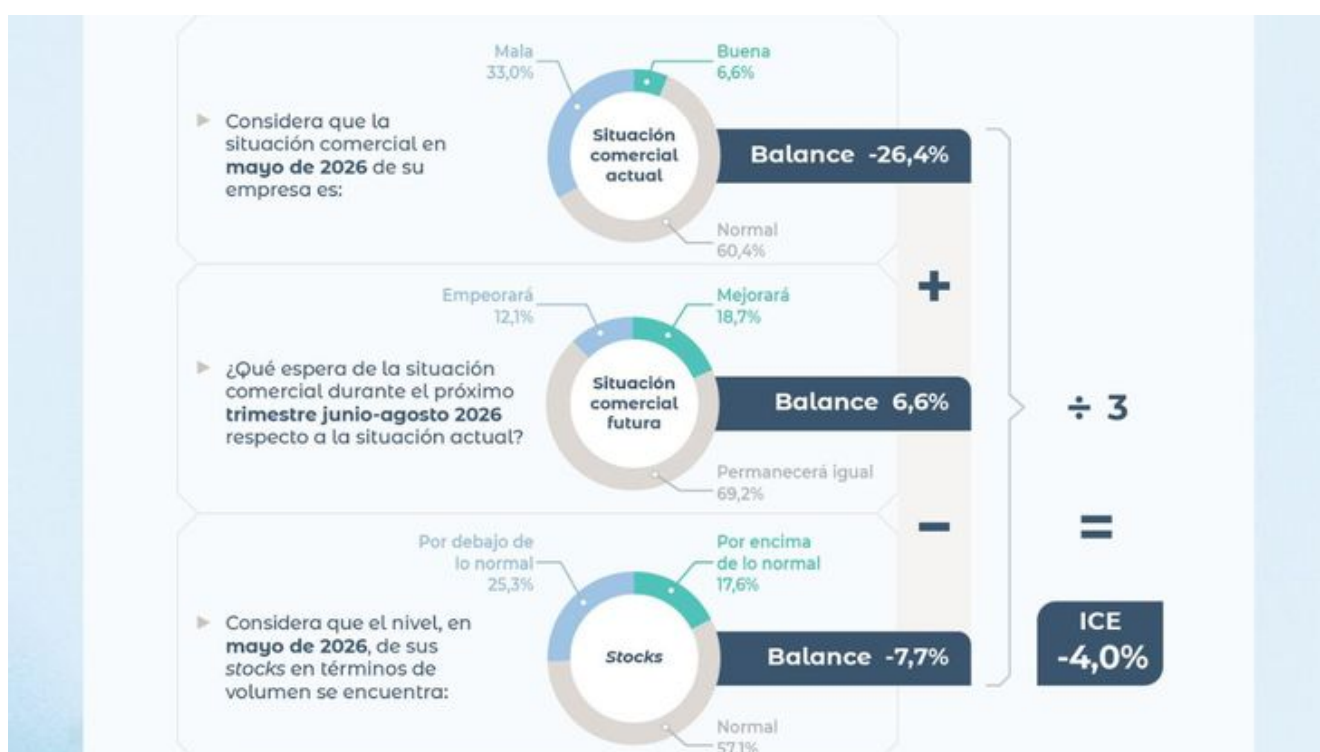 Mala
33,0%
Buena
6,6%
Considera que la
situación comercial en
mayo de 2026 de su
empresa es:
Situación
comercial
actual
Balance -26,4%
Normal
60,4%
+
Empeorará
12,1%
Mejorará
18,7%
¿Qué espera de la situación
comercial durante el próximo
trimestre junio-agosto 2026
respecto a la situación actual?
Situación
comercial
futura
Balance 6,6%
÷ 3
Permanecerá igual
69,2%
−
=
Por debajo de
lo normal
25,3%
Por encima
de lo normal
17,6%
Considera que el nivel, en
mayo de 2026, de sus
stocks en términos de
volumen se encuentra:
Stocks
Balance -7,7%
ICE
-4,0%
Normal
57,1%